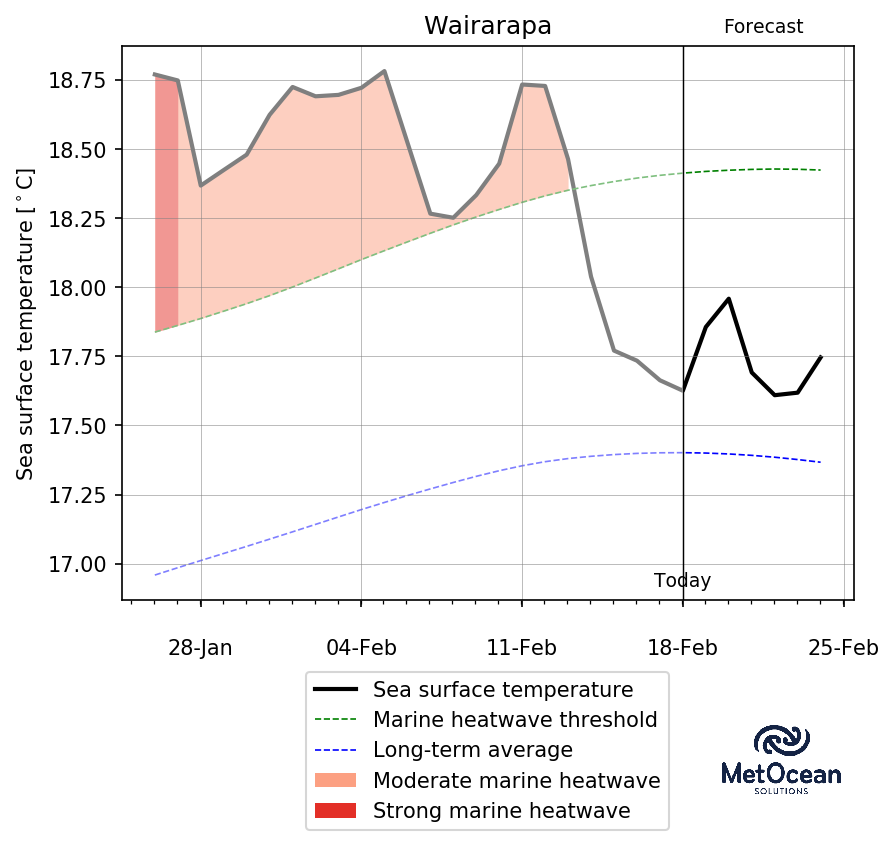 Wairarapa
Forecast
Sea surface temperature [°C]
18.75
18.50
18.25
18.00
17.75
17.50
17.25
17.00
Today
28-Jan 04-Feb 11-Feb 18-Feb 25-Feb
Sea surface temperature
Marine heatwave threshold
Long-term average
Moderate marine heatwave
Strong marine heatwave
MetOcean
SOLUTIONS